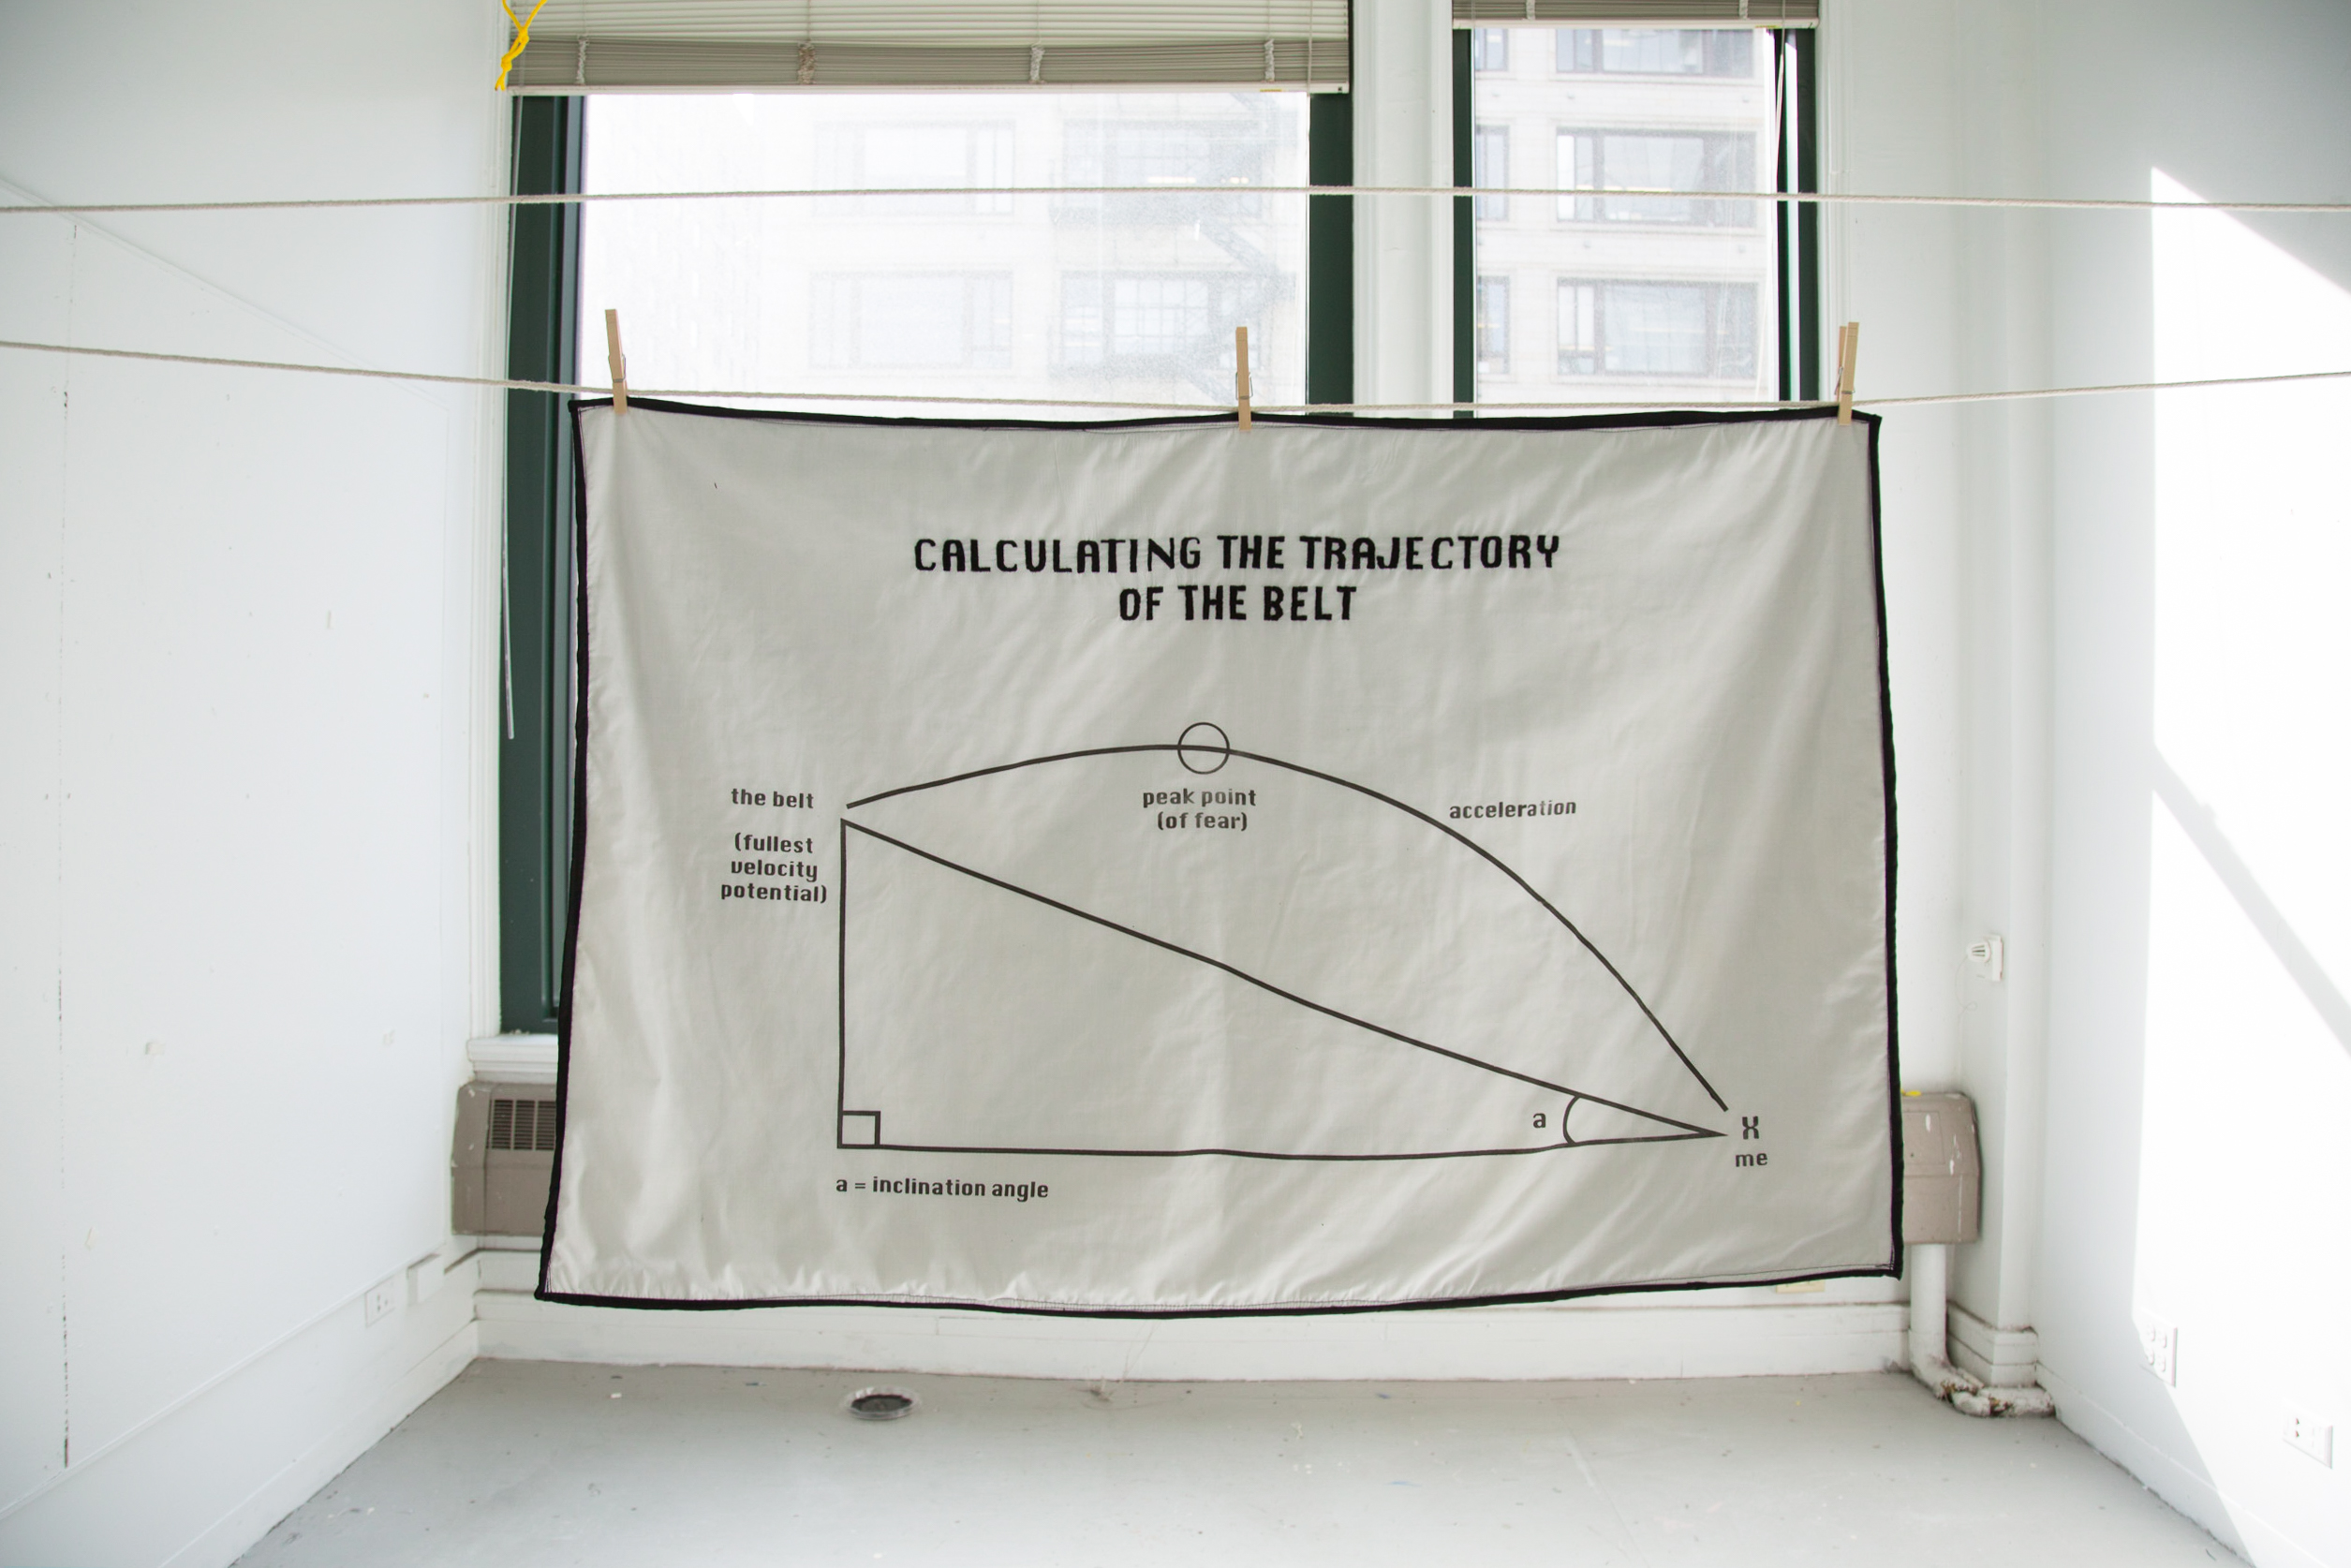 CALCULATING THE TRAJECTORY
OF THE BELT
the belt
(fullest
velocity
potential)
peak point
(of fear)
acceleration
a
X
me
a = inclination angle